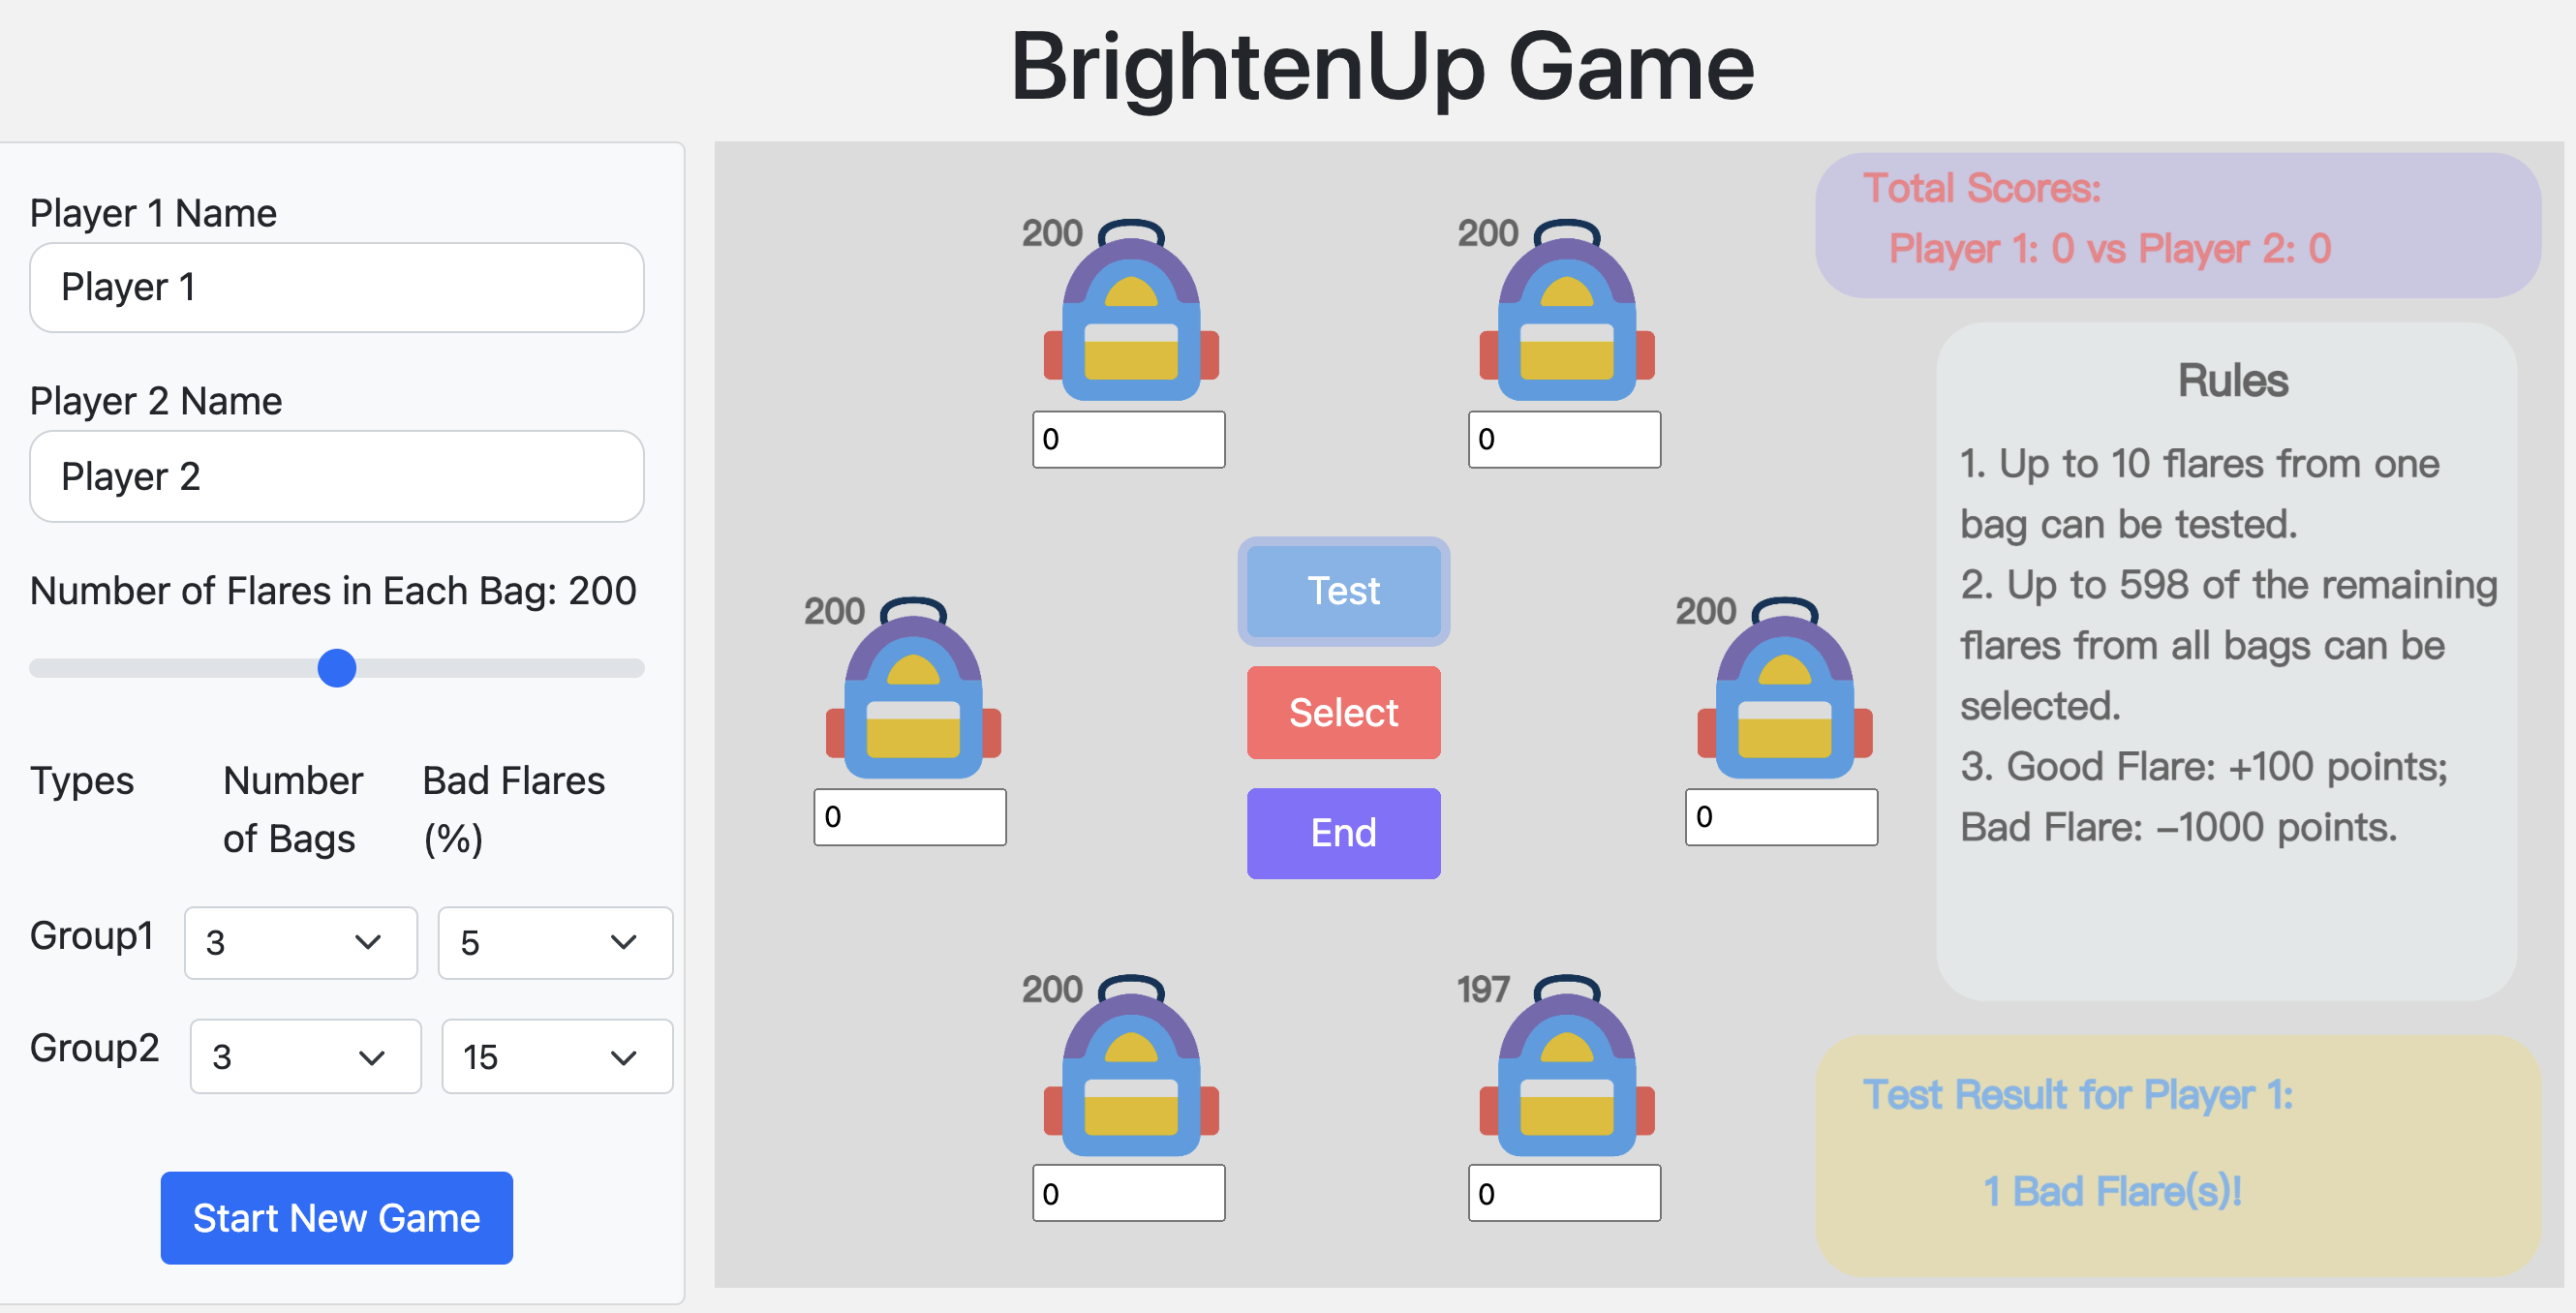 BrightenUp Game
Player 1 Name
Player 1
Player 2 Name
Player 2
Number of Flares in Each Bag: 200
Types Number of Bags Bad Flares (%)
Group1 3 5
Group2 3 15
Start New Game
200
0
200
0
200
0
200
0
200
0
197
0
Test
Select
End
Total Scores:
Player 1: 0 vs Player 2: 0
Rules
1. Up to 10 flares from one
bag can be tested.
2. Up to 598 of the remaining
flares from all bags can be
selected.
3. Good Flare: +100 points;
Bad Flare: –1000 points.
Test Result for Player 1:
1 Bad Flare(s)!